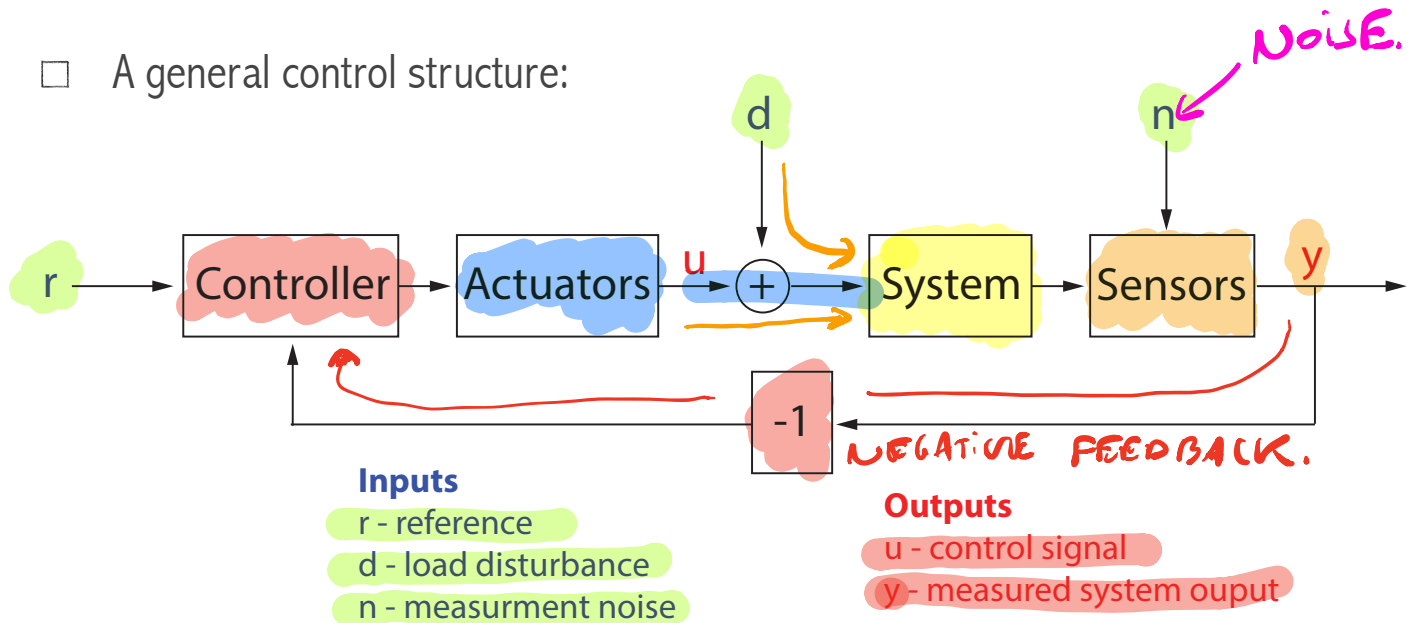 NOISE.
□ A general control structure:
d
n
r
Controller
Actuators
u
+
System
Sensors
y
-1
NEGATIVE FEEDBACK.
Inputs
r - reference
d - load disturbance
n - measurment noise
Outputs
u - control signal
y - measured system ouput